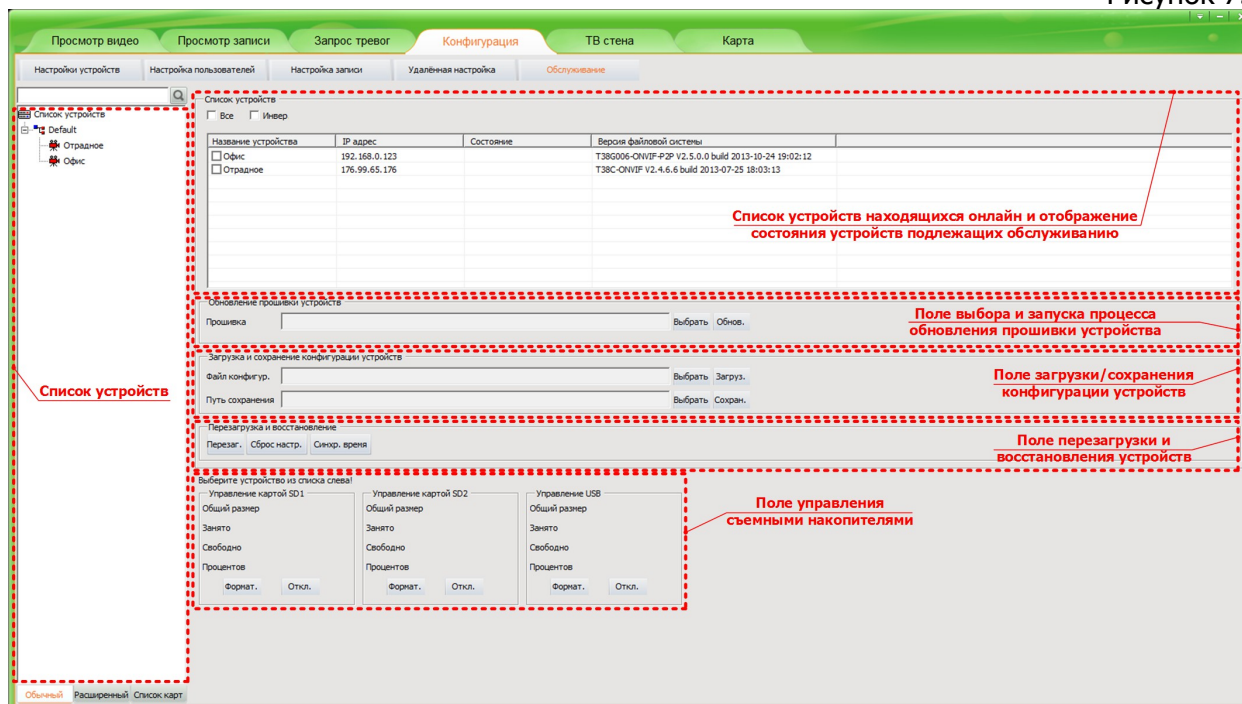 Рисунок 7.
Просмотр видео Просмотр записи Запрос тревог Конфигурация ТВ стена Карта
Настройки устройств Настройка пользователей Настройка записи Удалённая настройка Обслуживание
Список устройств
Default
Отрадное
Офис
Список устройств
Все Инвер
Название устройства IP адрес Состояние Версия файловой системы
Офис 192.168.0.123 T38G006-ONVIF-P2P V2.5.0.0 build 2013-10-24 19:02:12
Отрадное 176.99.65.176 T38C-ONVIF V2.4.6.6 build 2013-07-25 18:03:13
Список устройств находящихся онлайн и отображение
состояния устройств подлежащих обслуживанию
Обновление прошивки устройств
Прошивка Выбрать Обнов.
Поле выбора и запуска процесса
обновления прошивки устройства
Загрузка и сохранение конфигурации устройств
Файл конфигур. Выбрать Загруз.
Путь сохранения Выбрать Сохран.
Поле загрузки/сохранения
конфигурации устройств
Список устройств
Перезагрузка и восстановление
Перезаг. Сброс настр. Синхр. время
Поле перезагрузки и
восстановления устройств
Выберите устройство из списка слева!
Управление картой SD1 Управление картой SD2 Управление USB
Общий размер Общий размер Общий размер
Занято Занято Занято
Свободно Свободно Свободно
Процентов Процентов Процентов
Формат. Откл. Формат. Откл. Формат. Откл.
Поле управления
съемными накопителями
Обычный Расширенный Список карт